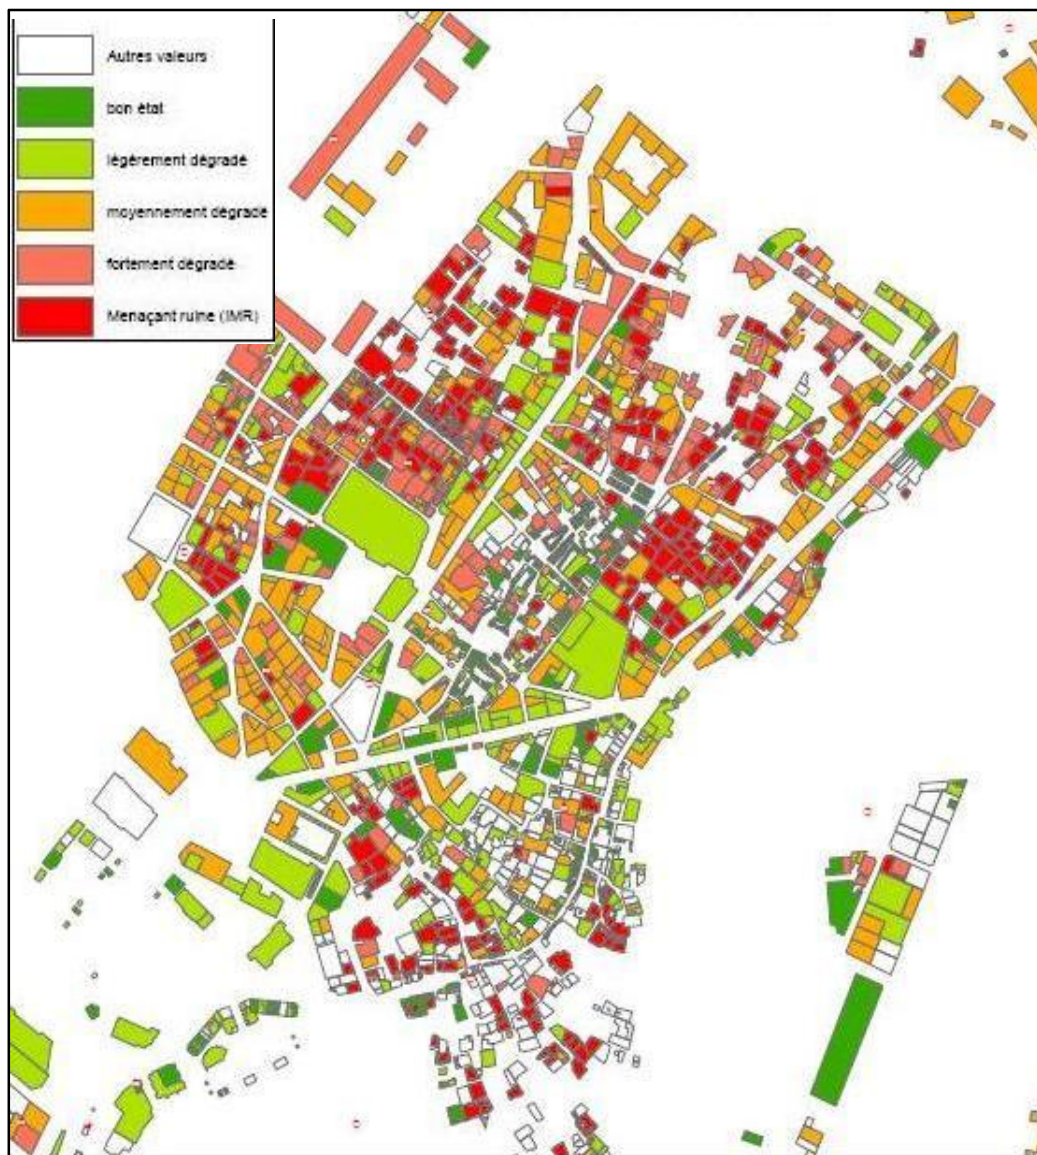 Autres valeurs
bon état
légèrement dégradé
moyennement dégradé
fortement dégradé
Menaçant ruine (IMR)